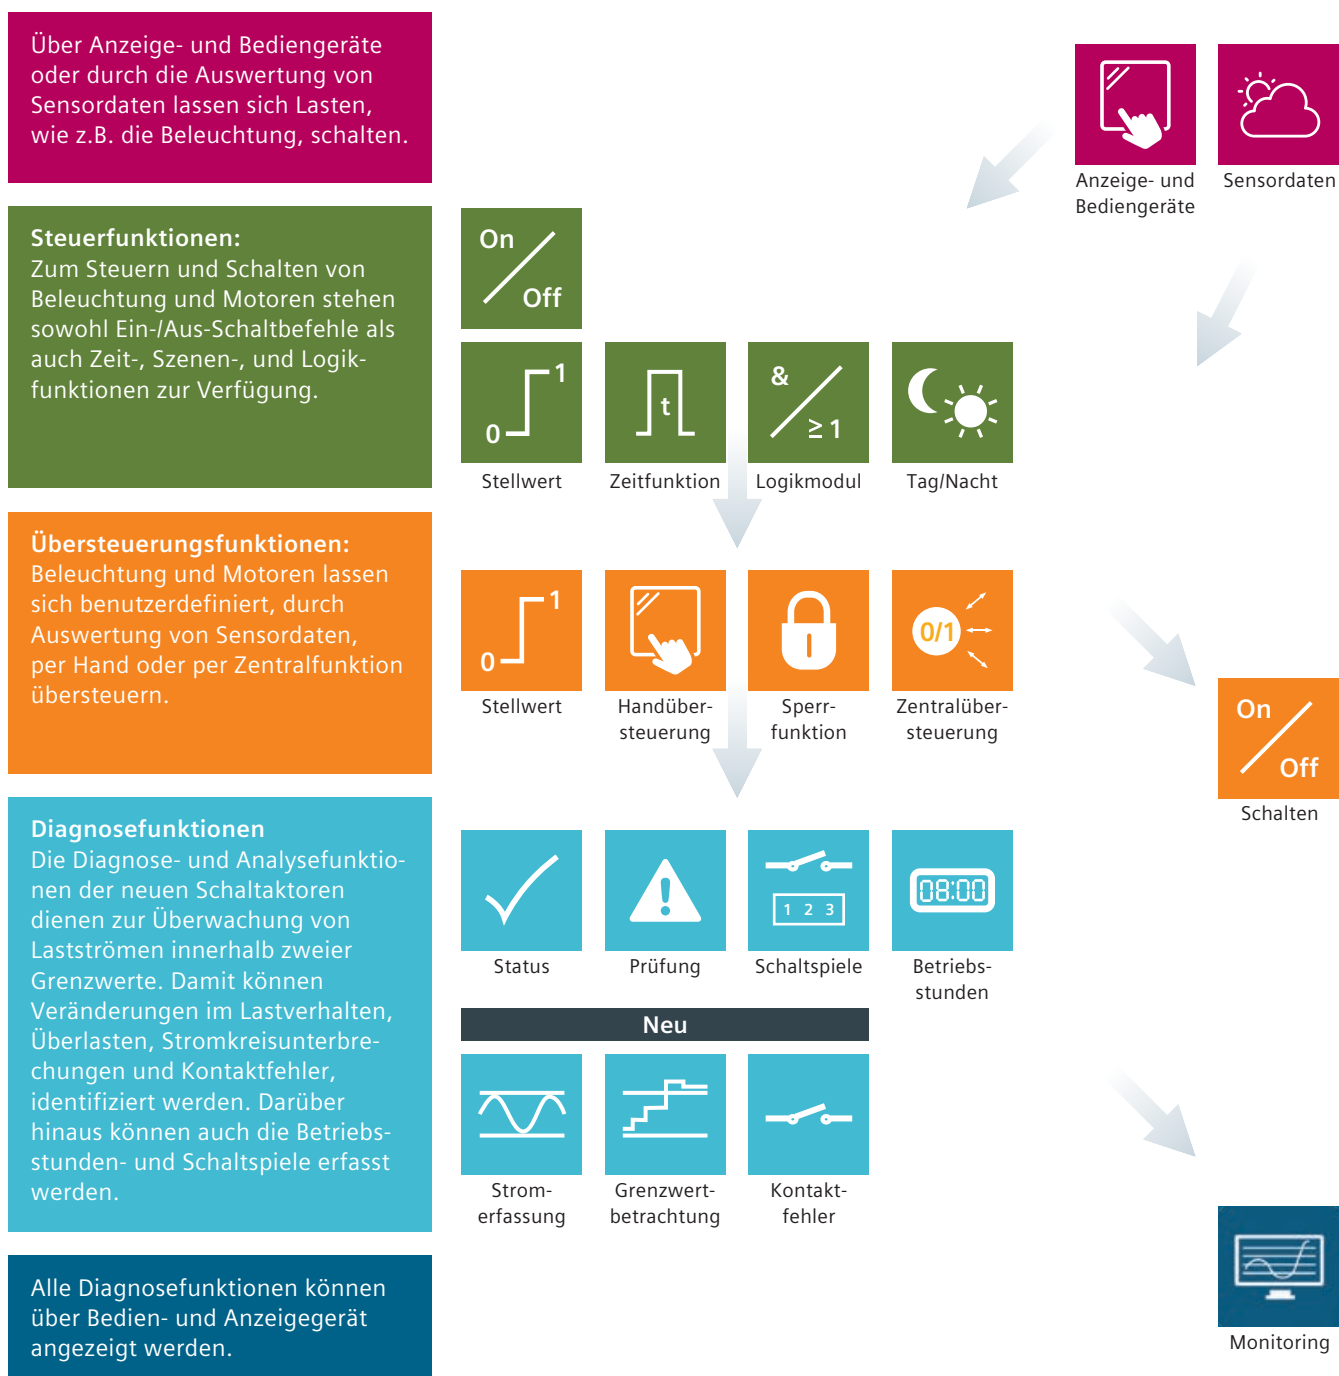 Über Anzeige- und Bediengeräte
oder durch die Auswertung von
Sensordaten lassen sich Lasten,
wie z.B. die Beleuchtung, schalten.
Anzeige- und
Bediengeräte
Sensordaten
Steuerfunktionen:
Zum Steuern und Schalten von
Beleuchtung und Motoren stehen
sowohl Ein-/Aus-Schaltbefehle als
auch Zeit-, Szenen-, und Logik-
funktionen zur Verfügung.
On
Off
0
1
Stellwert
t
Zeitfunktion
&
≥ 1
Logikmodul
Tag/Nacht
Übersteuerungsfunktionen:
Beleuchtung und Motoren lassen
sich benutzerdefiniert, durch
Auswertung von Sensordaten,
per Hand oder per Zentralfunktion
übersteuern.
0
1
Stellwert
Handüber-
steuerung
Sperr-
funktion
0/1
Zentralüber-
steuerung
On
Off
Schalten
Diagnosefunktionen
Die Diagnose- und Analysefunktio-
nen der neuen Schaltaktoren
dienen zur Überwachung von
Lastströmen innerhalb zweier
Grenzwerte. Damit können
Veränderungen im Lastverhalten,
Überlasten, Stromkreisunterbre-
chungen und Kontaktfehler,
identifiziert werden. Darüber
hinaus können auch die Betriebs-
stunden- und Schaltspiele erfasst
werden.
Status
Prüfung
1 2 3
Schaltspiele
08:00
Betriebs-
stunden
Neu
Strom-
erfassung
Grenzwert-
betrachtung
Kontakt-
fehler
Alle Diagnosefunktionen können
über Bedien- und Anzeigegerät
angezeigt werden.
Monitoring